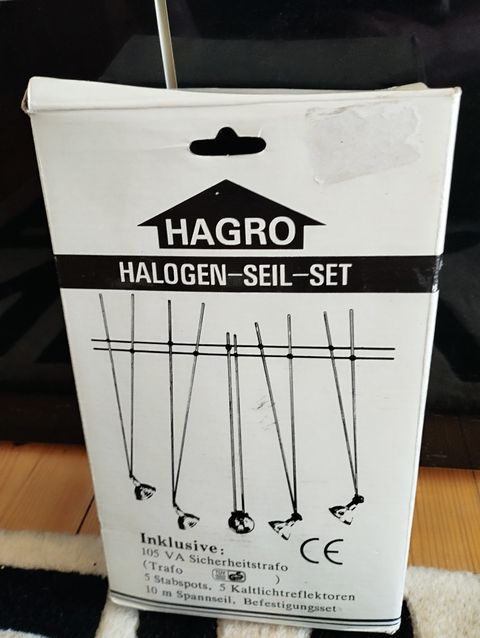 HAGRO
HALOGEN-SEIL-SET
Inklusive:
105 VA Sicherheitstrafo
(Trafo )
5 Stabspots, 5 Kaltlichtreflektoren
10 m Spannseil, Befestigungsset
CE